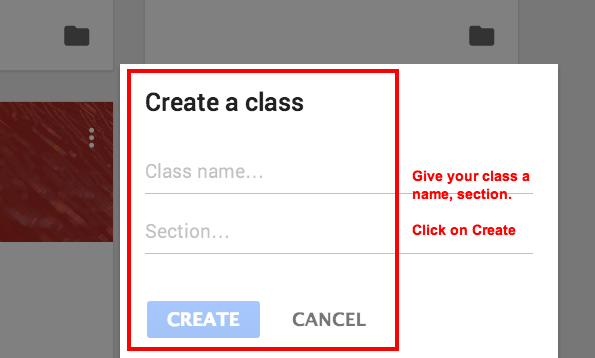 Create a class
Class name...
Give your class a
name, section.
Section...
Click on Create
CREATE CANCEL